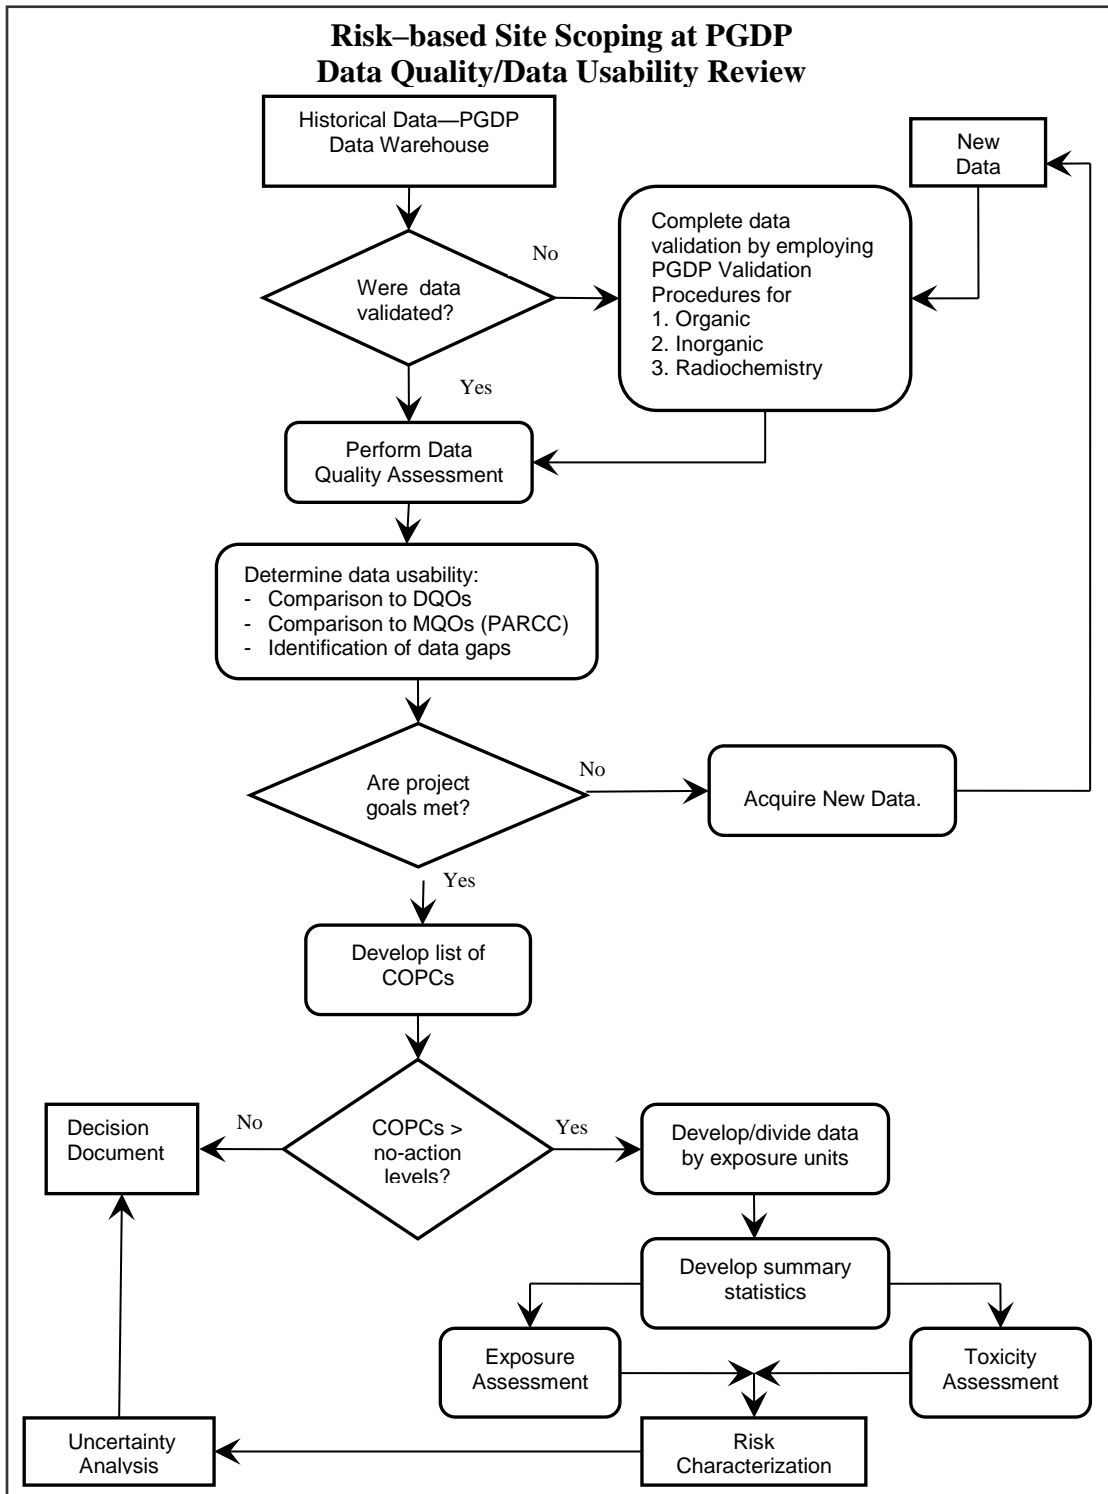 Risk–based Site Scoping at PGDP
Data Quality/Data Usability Review
Historical Data—PGDP
Data Warehouse
New
Data
Complete data
validation by employing
PGDP Validation
Procedures for
1. Organic
2. Inorganic
3. Radiochemistry
No
Were data
validated?
Yes
Perform Data
Quality Assessment
Determine data usability:
- Comparison to DQOs
- Comparison to MQOs (PARCC)
- Identification of data gaps
Are project
goals met?
No
Acquire New Data.
Yes
Develop list of
COPCs
COPCs >
no-action
levels?
No
Decision
Document
Yes
Develop/divide data
by exposure units
Develop summary
statistics
Exposure
Assessment
Toxicity
Assessment
Risk
Characterization
Uncertainty
Analysis